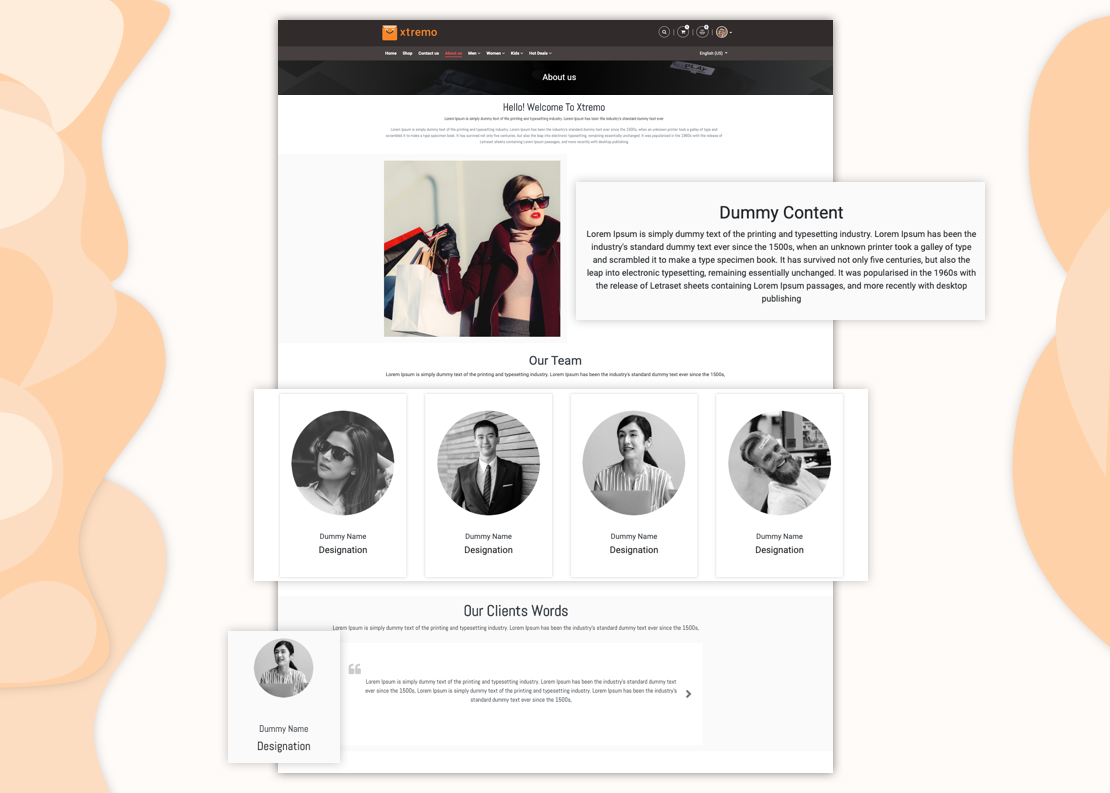 xtremo
Home Shop Contact us About us Men Women Kids Hot Deals English (US)
About us
Hello! Welcome To Xtremo
Lorem Ipsum is simply dummy text of the printing and typesetting industry. Lorem Ipsum has been the industry's standard dummy text ever
Lorem Ipsum is simply dummy text of the printing and typesetting industry. Lorem Ipsum has been the industry's standard dummy text ever since the 1500s, when an unknown printer took a galley of type and
scrambled it to make a type specimen book. It has survived not only five centuries, but also the leap into electronic typesetting, remaining essentially unchanged. It was popularised in the 1960s with the release of
Letraset sheets containing Lorem Ipsum passages, and more recently with desktop publishing
Dummy Content
Lorem Ipsum is simply dummy text of the printing and typesetting industry. Lorem Ipsum has been the
industry's standard dummy text ever since the 1500s, when an unknown printer took a galley of type
and scrambled it to make a type specimen book. It has survived not only five centuries, but also the
leap into electronic typesetting, remaining essentially unchanged. It was popularised in the 1960s with
the release of Letraset sheets containing Lorem Ipsum passages, and more recently with desktop
publishing
Our Team
Lorem Ipsum is simply dummy text of the printing and typesetting industry. Lorem Ipsum has been the industry's standard dummy text ever since the 1500s,
Dummy Name Dummy Name Dummy Name Dummy Name
Designation Designation Designation Designation
Our Clients Words
Lorem Ipsum is simply dummy text of the printing and typesetting industry. Lorem Ipsum has been the industry's standard dummy text ever since the 1500s,
Lorem Ipsum is simply dummy text of the printing and typesetting industry. Lorem Ipsum has been the industry's standard dummy text
ever since the 1500s, Lorem Ipsum is simply dummy text of the printing and typesetting industry. Lorem Ipsum has been the industry's
standard dummy text ever since the 1500s,
Dummy Name
Designation